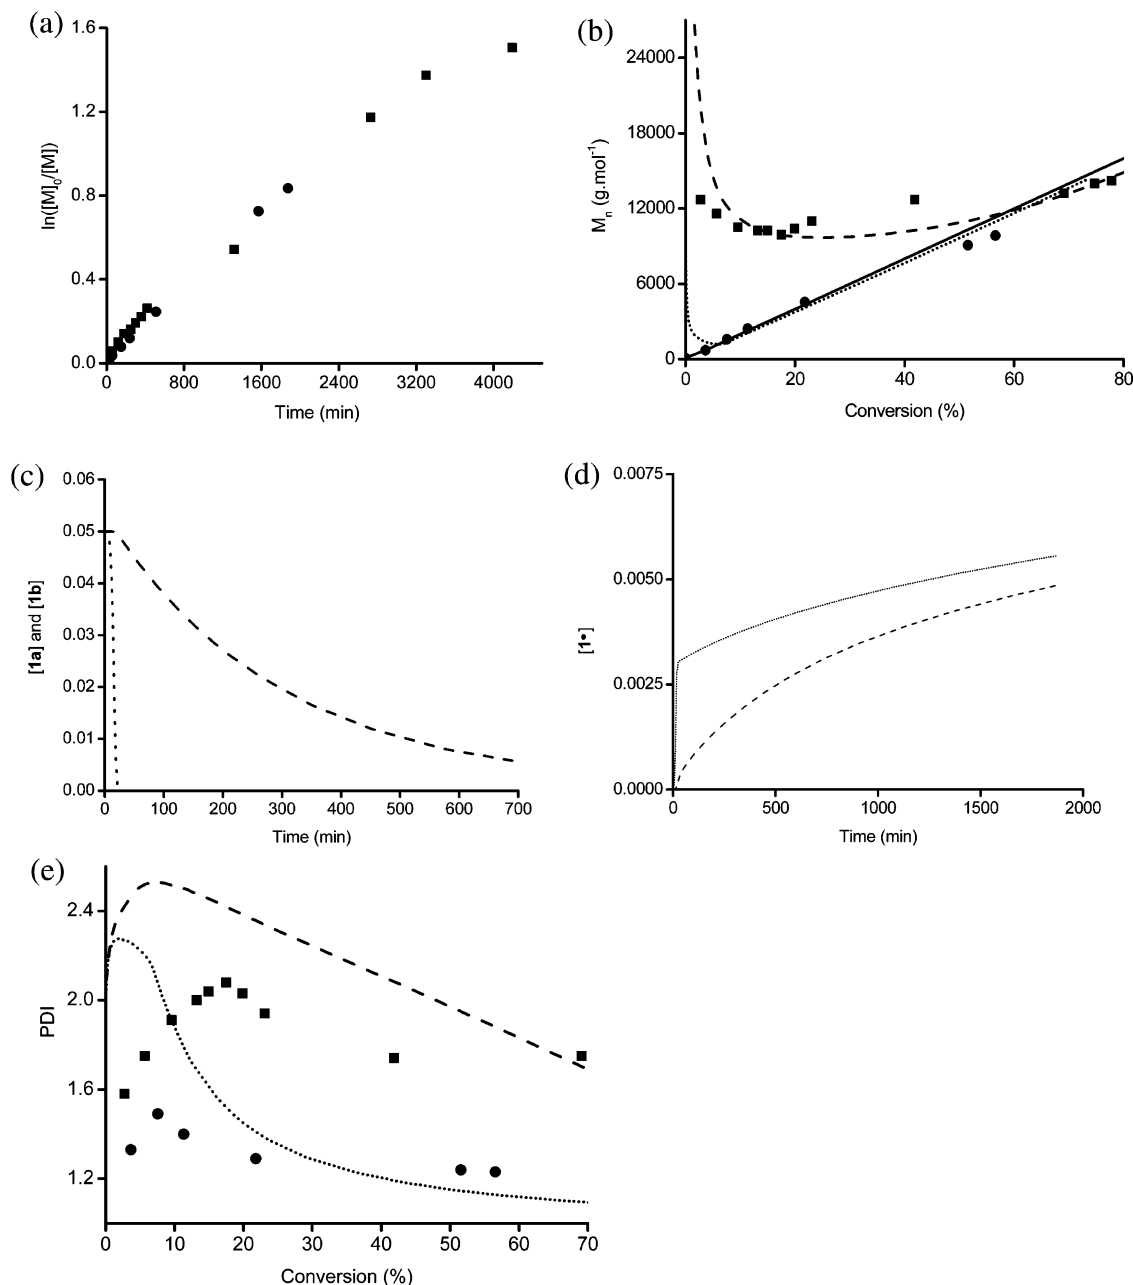 (a)
1.6
1.2
0.8
0.4
0.0
ln([M]₀/[M])
0 800 1600 2400 3200 4000
Time (min)
(b)
24000
18000
12000
6000
0
Mₙ (g.mol⁻¹)
0 20 40 60 80
Conversion (%)
(c)
0.06
0.05
0.04
0.03
0.02
0.01
0.00
[1a] and [1b]
0 100 200 300 400 500 600 700
Time (min)
(d)
0.0075
0.0050
0.0025
0.0000
[1•]
0 500 1000 1500 2000
Time (min)
(e)
2.4
2.0
1.6
1.2
PDI
0 10 20 30 40 50 60 70
Conversion (%)